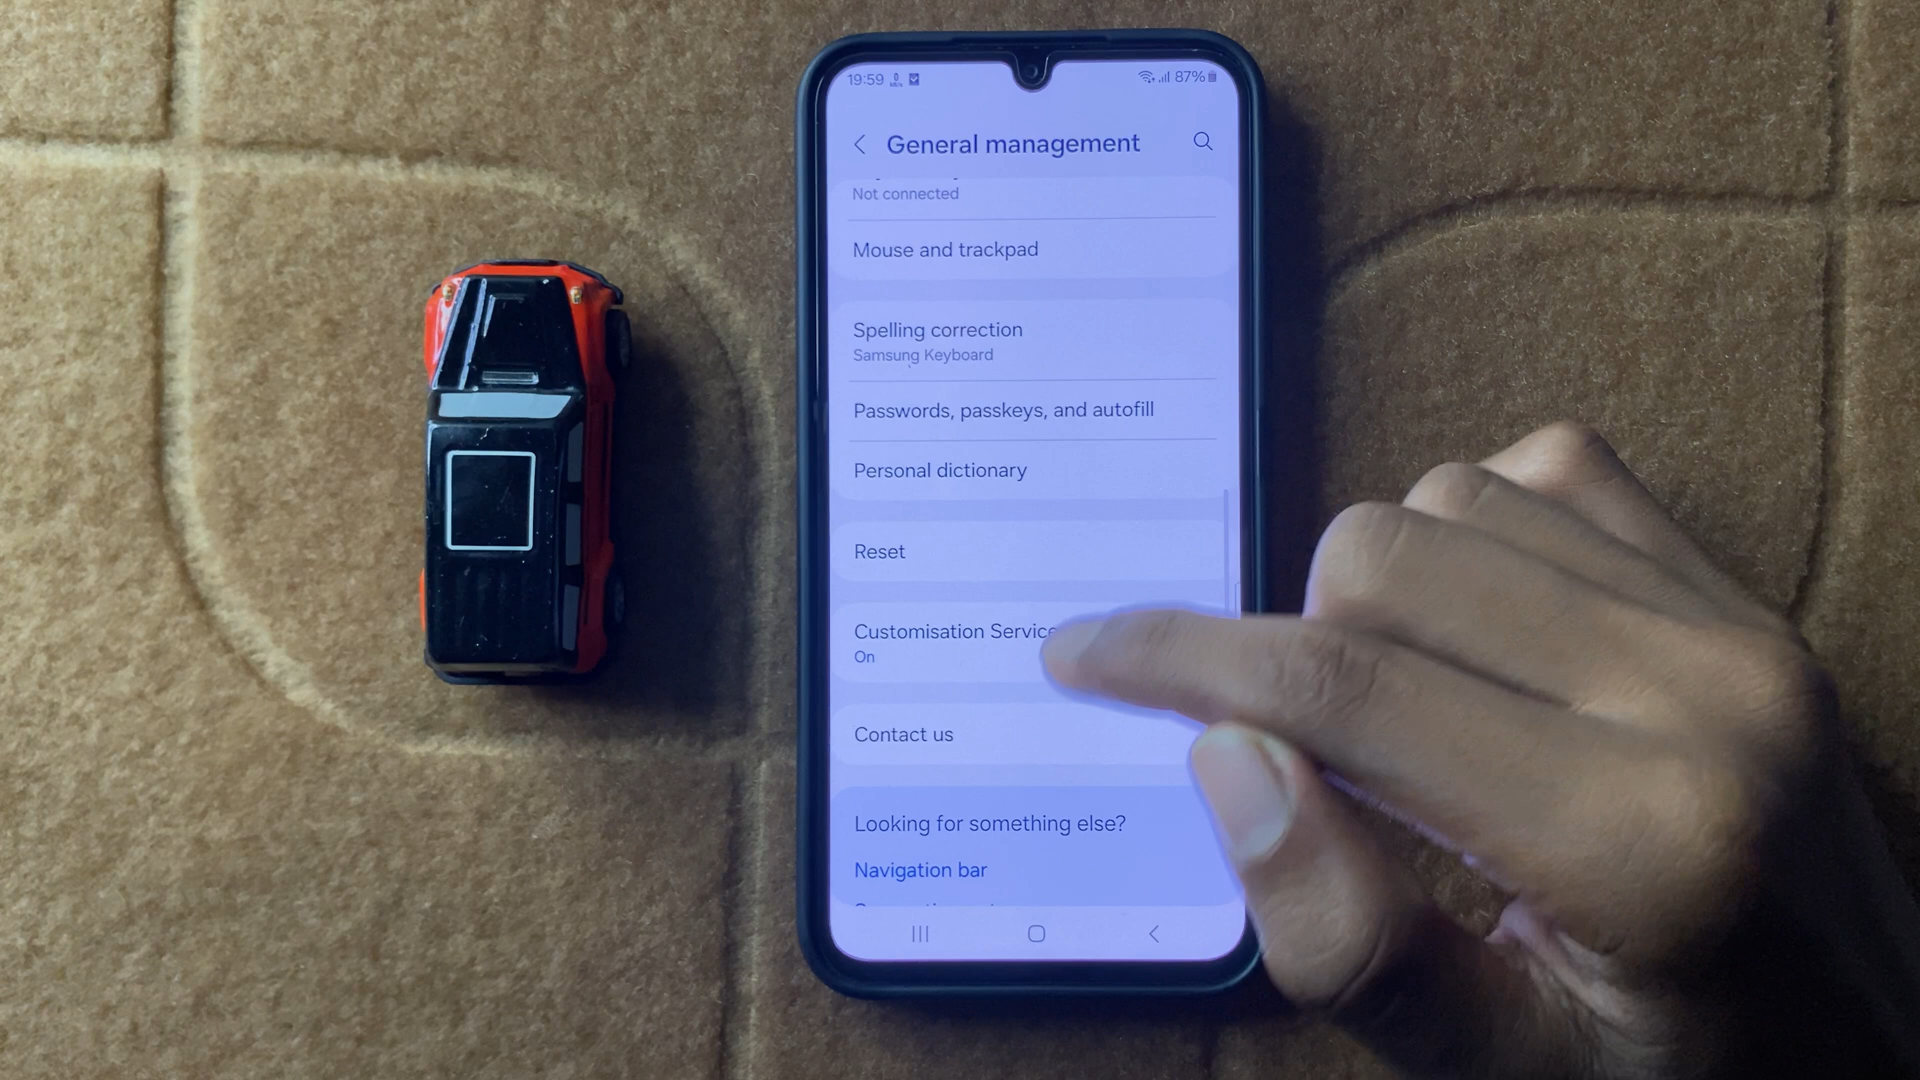 19:59
87%
General management
Not connected
Mouse and trackpad
Spelling correction
Samsung Keyboard
Passwords, passkeys, and autofill
Personal dictionary
Reset
Customisation Service
On
Contact us
Looking for something else?
Navigation bar